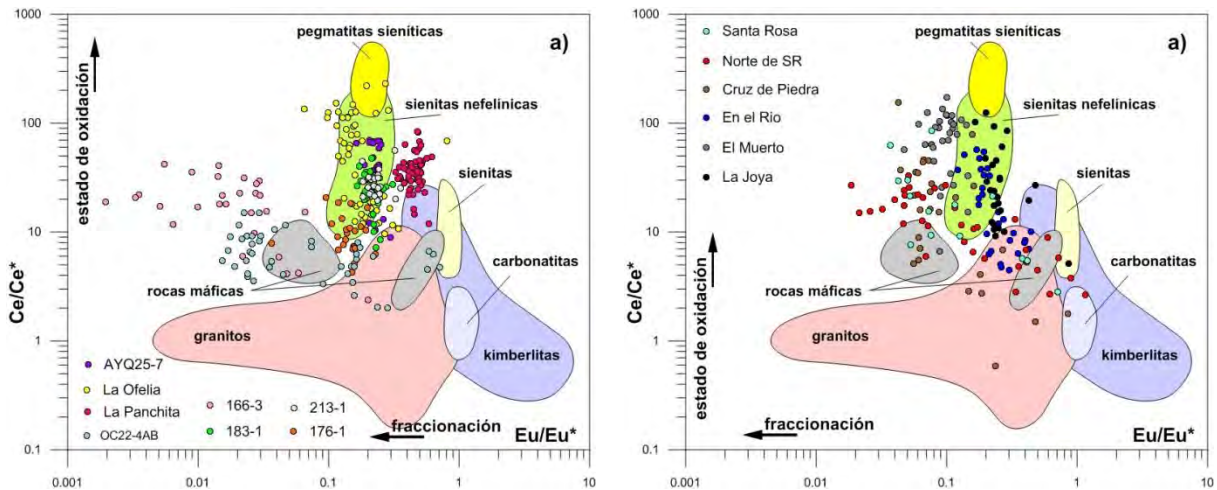 a)
1000
100
10
1
0.1
Ce/Ce*
estado de oxidación
pegmatitas sieníticas
sienitas nefelínicas
sienitas
carbonatitas
rocas máficas
granitos
kimberlitas
AYQ25-7
La Ofelia
La Panchita
OC22-4AB
166-3
183-1
213-1
176-1
fraccionación
Eu/Eu*
0.001
0.01
0.1
1
10
a)
1000
100
10
1
0.1
Ce/Ce*
estado de oxidación
Santa Rosa
Norte de SR
Cruz de Piedra
En el Rio
El Muerto
La Joya
pegmatitas sieníticas
sienitas nefelínicas
sienitas
carbonatitas
rocas máficas
granitos
kimberlitas
fraccionación
Eu/Eu*
0.001
0.01
0.1
1
10